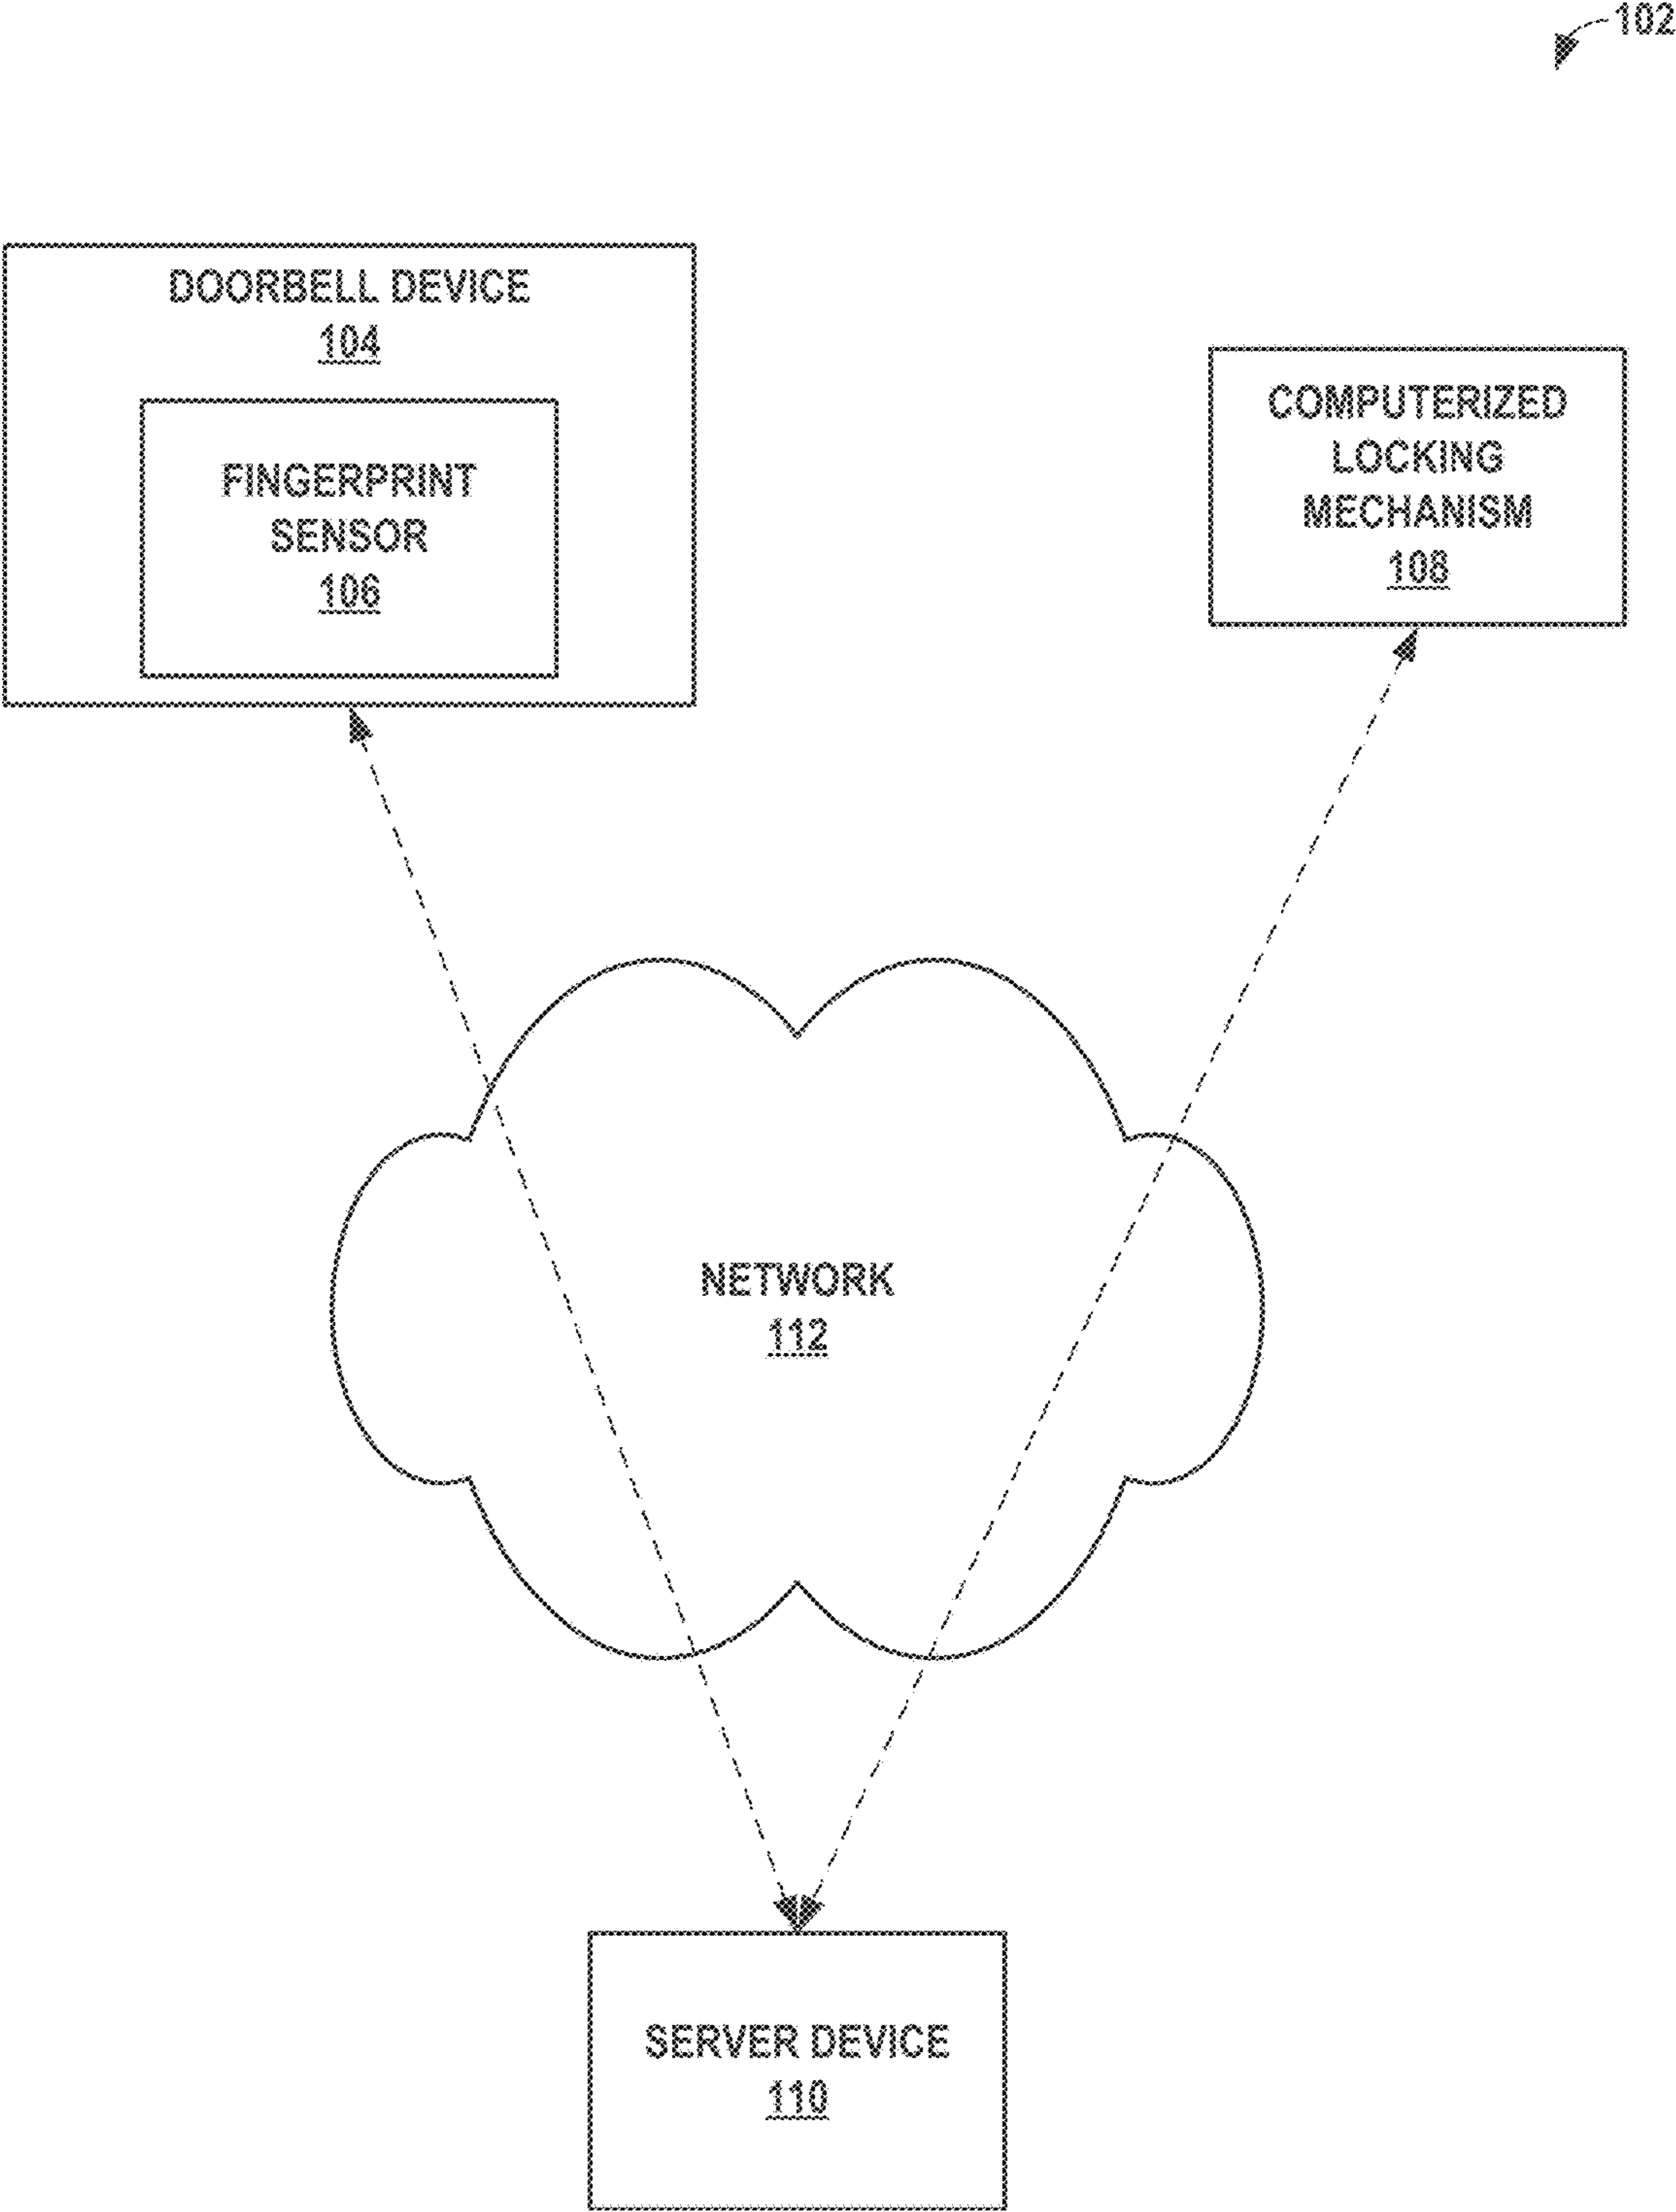 102
DOORBELL DEVICE
104
FINGERPRINT
SENSOR
106
COMPUTERIZED
LOCKING
MECHANISM
108
NETWORK
112
SERVER DEVICE
110